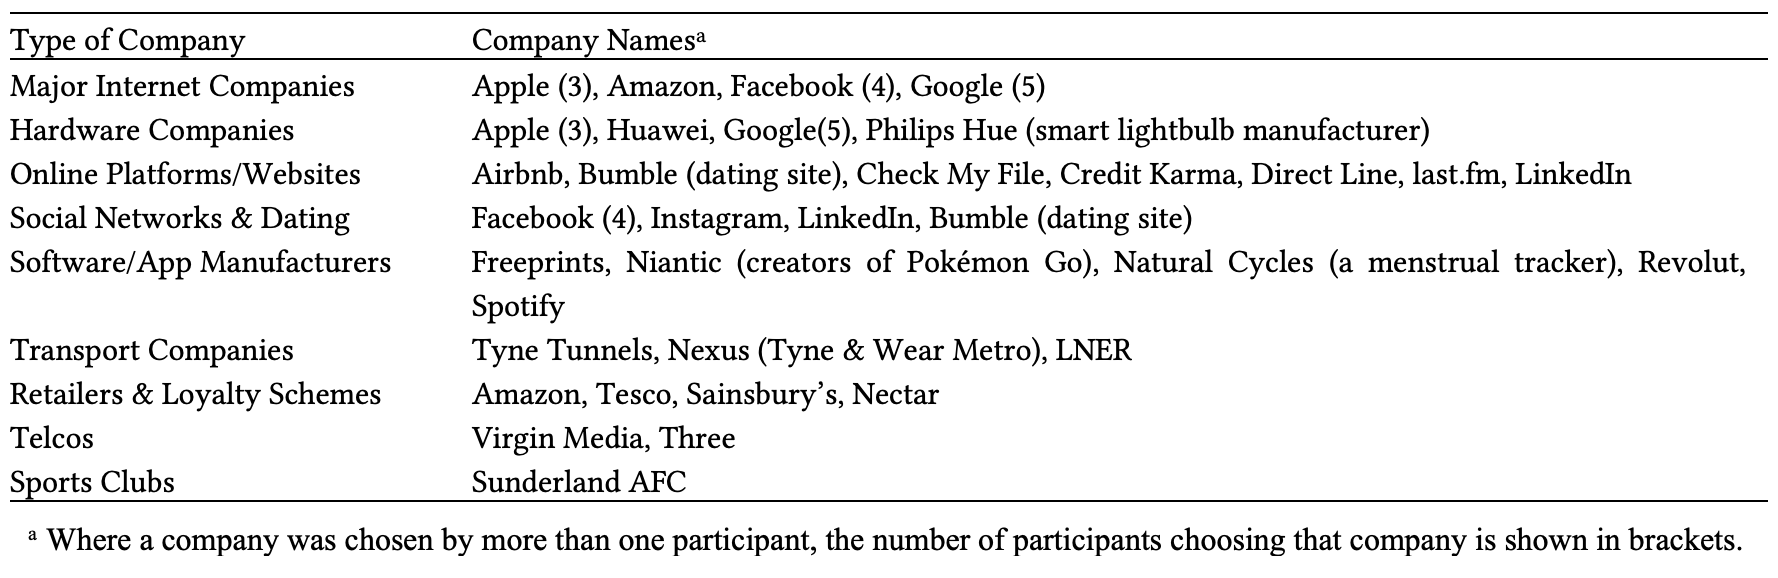 Type of Company Company Namesᵃ
Major Internet Companies Apple (3), Amazon, Facebook (4), Google (5)
Hardware Companies Apple (3), Huawei, Google(5), Philips Hue (smart lightbulb manufacturer)
Online Platforms/Websites Airbnb, Bumble (dating site), Check My File, Credit Karma, Direct Line, last.fm, LinkedIn
Social Networks & Dating Facebook (4), Instagram, LinkedIn, Bumble (dating site)
Software/App Manufacturers Freeprints, Niantic (creators of Pokémon Go), Natural Cycles (a menstrual tracker), Revolut,
Spotify
Transport Companies Tyne Tunnels, Nexus (Tyne & Wear Metro), LNER
Retailers & Loyalty Schemes Amazon, Tesco, Sainsbury’s, Nectar
Telcos Virgin Media, Three
Sports Clubs Sunderland AFC
ᵃ Where a company was chosen by more than one participant, the number of participants choosing that company is shown in brackets.